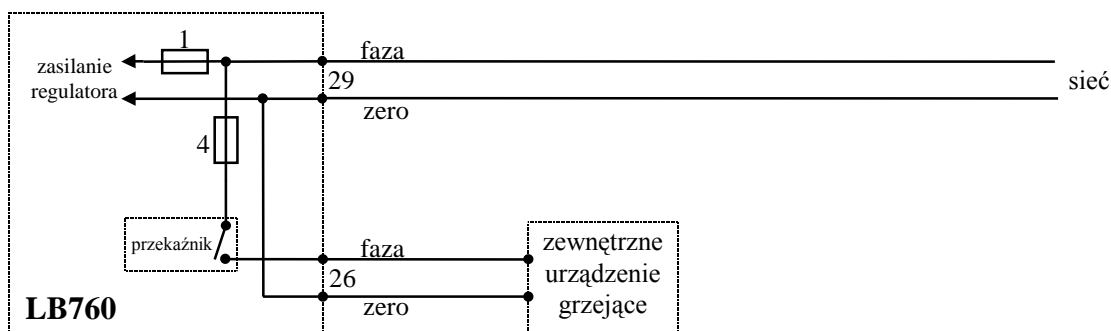 1
faza
zasilanie
regulatora
29
sieć
zero
4
przekaźnik
faza
zewnętrzne
urządzenie
grzejące
26
zero
LB760